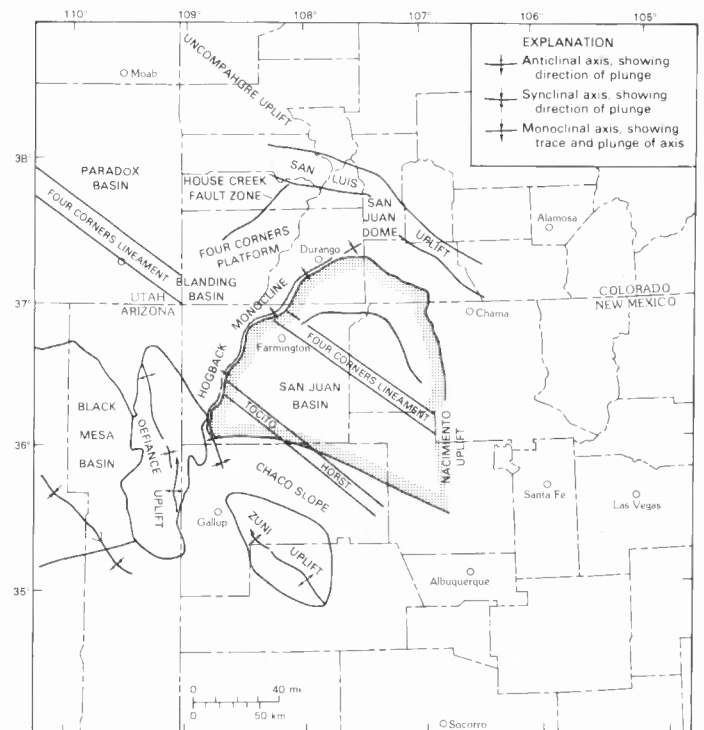 110°
109°
108°
107°
106°
105°
EXPLANATION
Anticlinal axis, showing
direction of plunge
Synclinal axis, showing
direction of plunge
Monoclinal axis, showing
trace and plunge of axis
Moab
UNCOMPAHGRE UPLIFT
38°
PARADOX
BASIN
HOUSE CREEK
FAULT ZONE
SAN LUIS UPLIFT
SAN
JUAN
DOME
FOUR CORNERS LINEAMENT
FOUR CORNERS
PLATFORM
Durango
Alamosa
BLANDING
BASIN
UTAH
ARIZONA
37°
COLORADO
NEW MEXICO
Chama
HOGBACK MONOCLINE
Farmington
FOUR CORNERS LINEAMENT
SAN JUAN
BASIN
BLACK
MESA
BASIN
DEFIANCE UPLIFT
TOCITO HORST
NACIMIENTO
UPLIFT
36°
CHACO SLOPE
Gallup
ZUNI UPLIFT
Santa Fe
Las Vegas
Albuquerque
35°
0 40 mi
0 50 km
Socorro